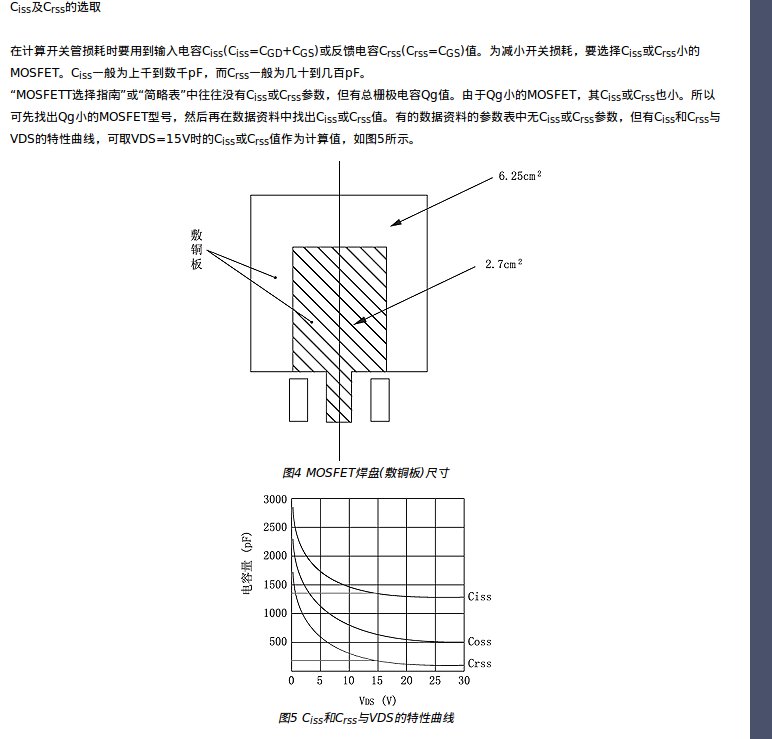 Ciss及Crss的选取
在计算开关管损耗时要用到输入电容Ciss(Ciss=CGD+CGS)或反馈电容Crss(Crss=CGS)值。为减小开关损耗，要选择Ciss或Crss小的
MOSFET。Ciss一般为上千到数千pF，而Crss一般为几十到几百pF。
“MOSFETT选择指南”或“简略表”中往往没有Ciss或Crss参数，但有总栅极电容Qg值。由于Qg小的MOSFET，其Ciss或Crss也小。所以
可先找出Qg小的MOSFET型号，然后再在数据资料中找出Ciss或Crss值。有的数据资料的参数表中无Ciss或Crss参数，但有Ciss和Crss与
VDS的特性曲线，可取VDS=15V时的Ciss或Crss值作为计算值，如图5所示。
6.25cm²
敷铜板
2.7cm²
图4 MOSFET焊盘(敷铜板)尺寸
3000
2500
2000
1500
1000
500
电容量 (pF)
Ciss
Coss
Crss
0 5 10 15 20 25 30
VDS (V)
图5 Ciss和Crss与VDS的特性曲线